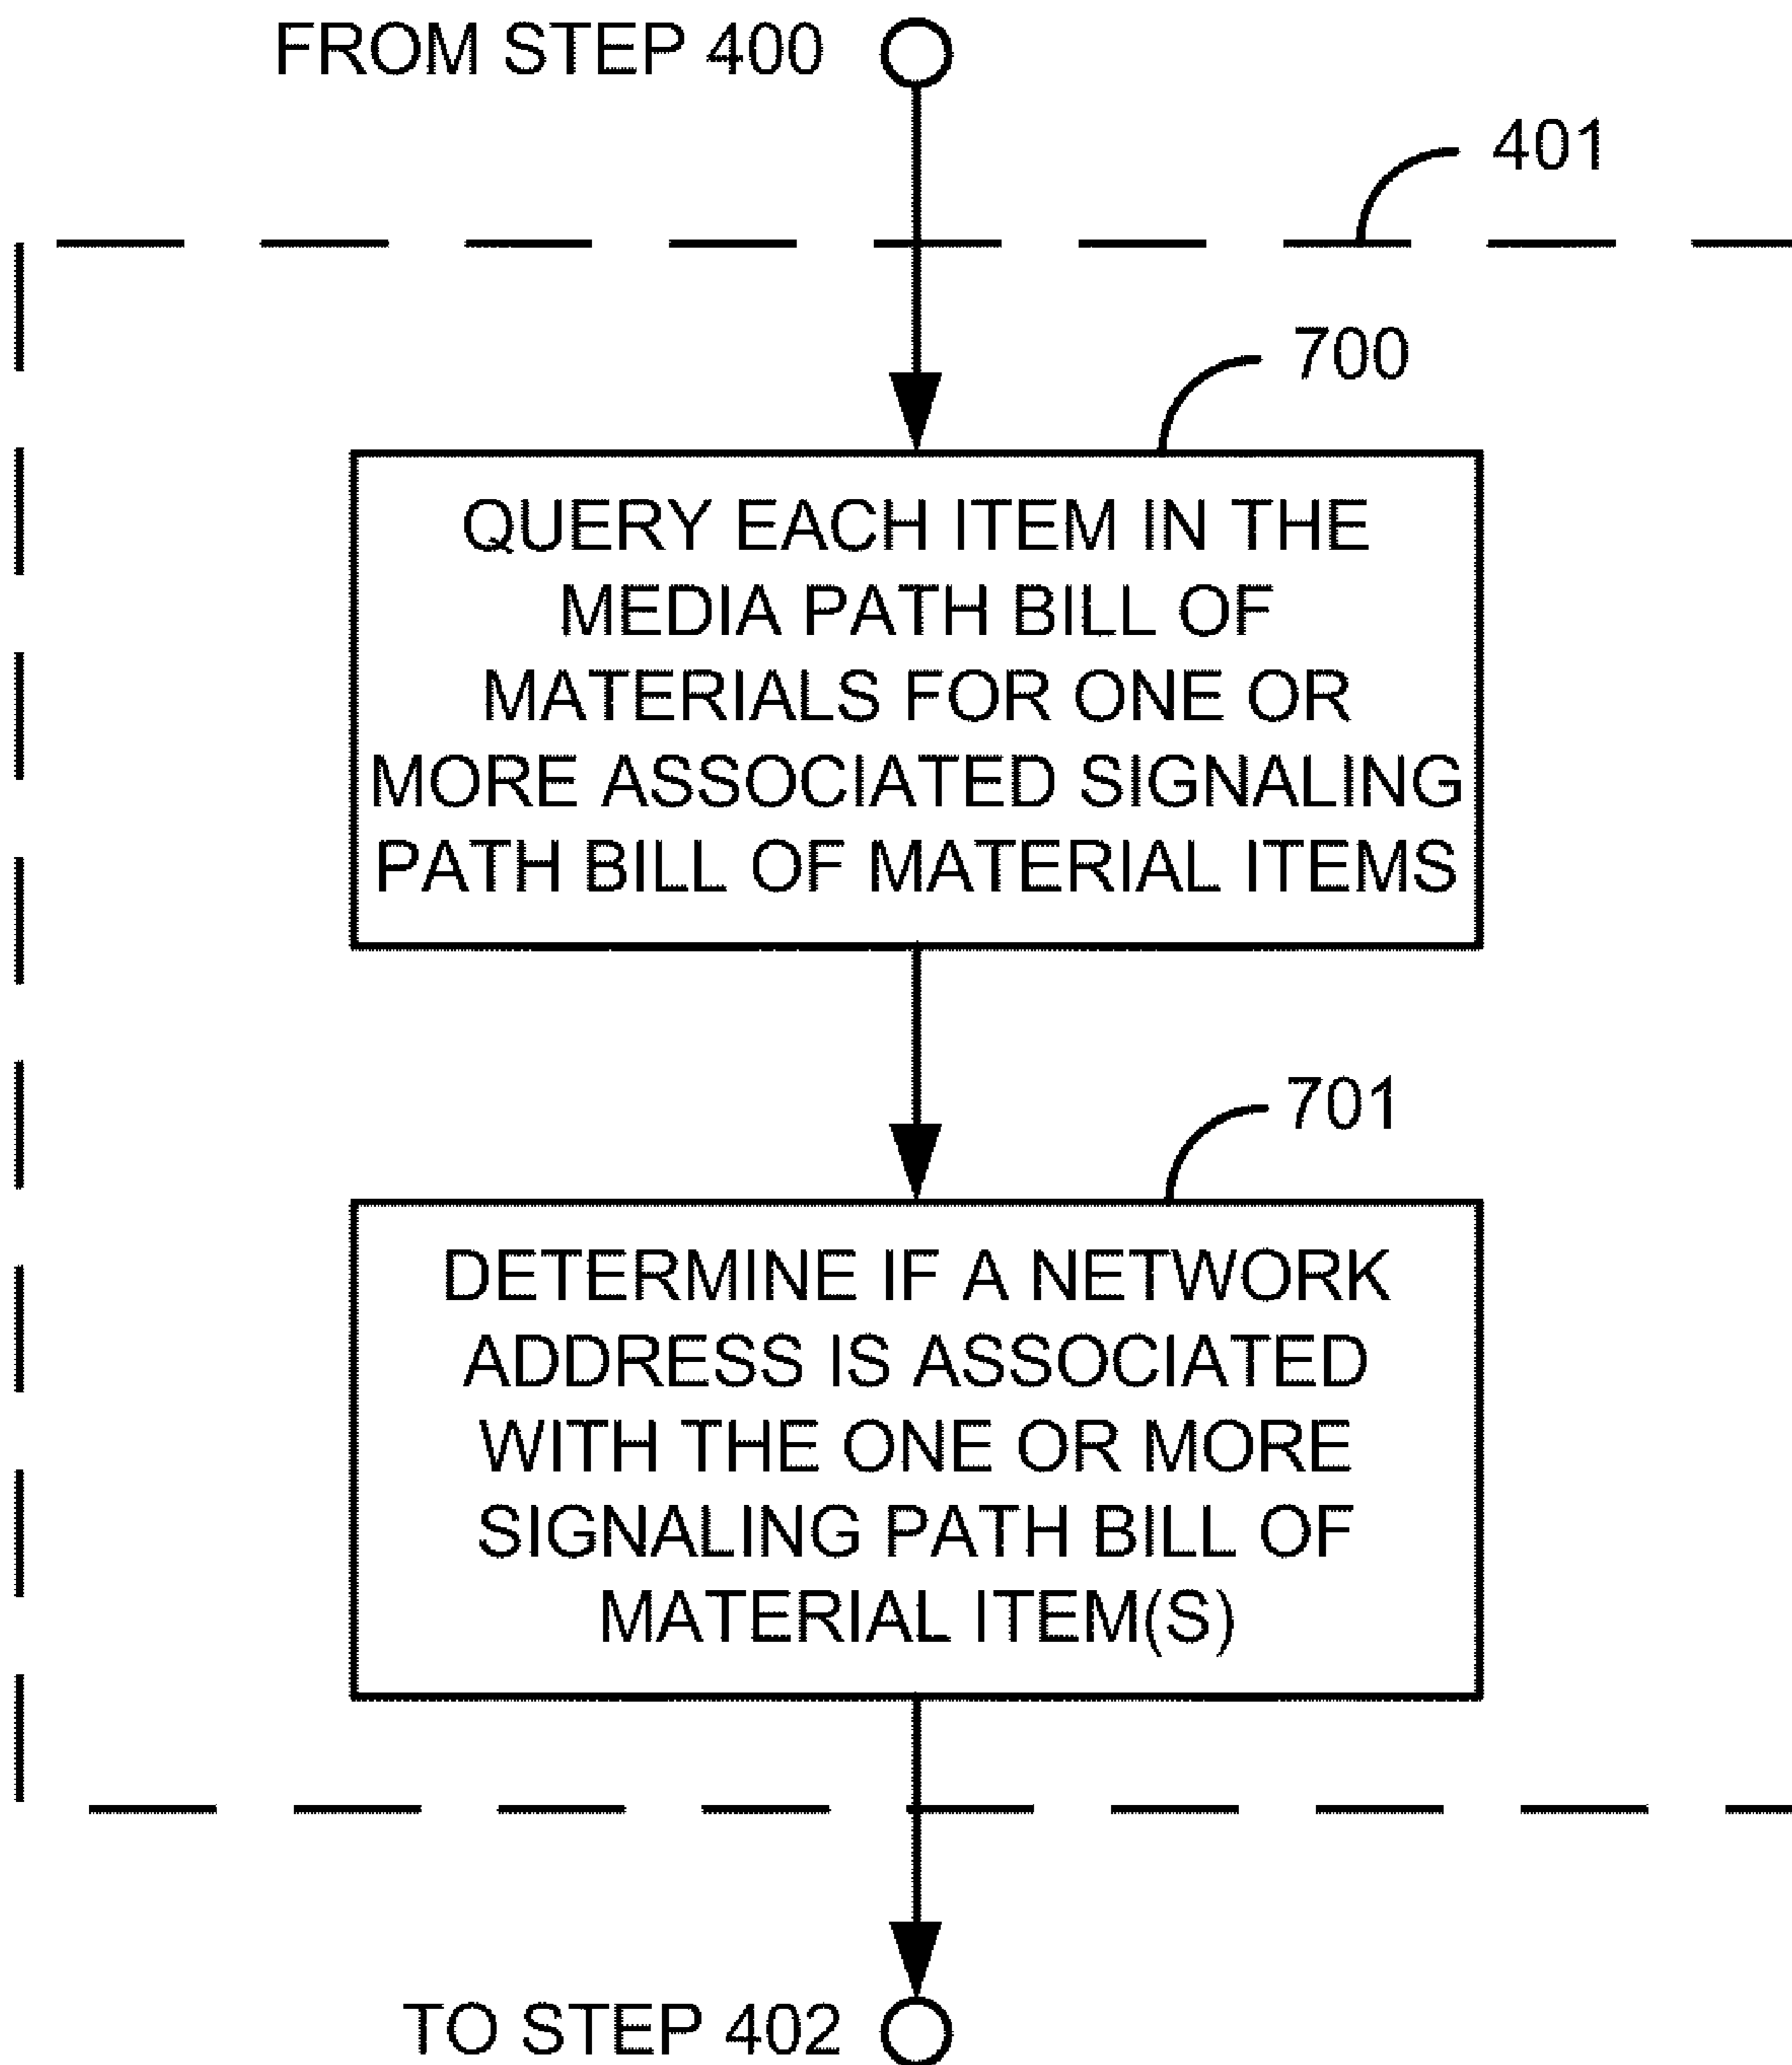 FROM STEP 400
401
700
QUERY EACH ITEM IN THE
MEDIA PATH BILL OF
MATERIALS FOR ONE OR
MORE ASSOCIATED SIGNALING
PATH BILL OF MATERIAL ITEMS
701
DETERMINE IF A NETWORK
ADDRESS IS ASSOCIATED
WITH THE ONE OR MORE
SIGNALING PATH BILL OF
MATERIAL ITEM(S)
TO STEP 402